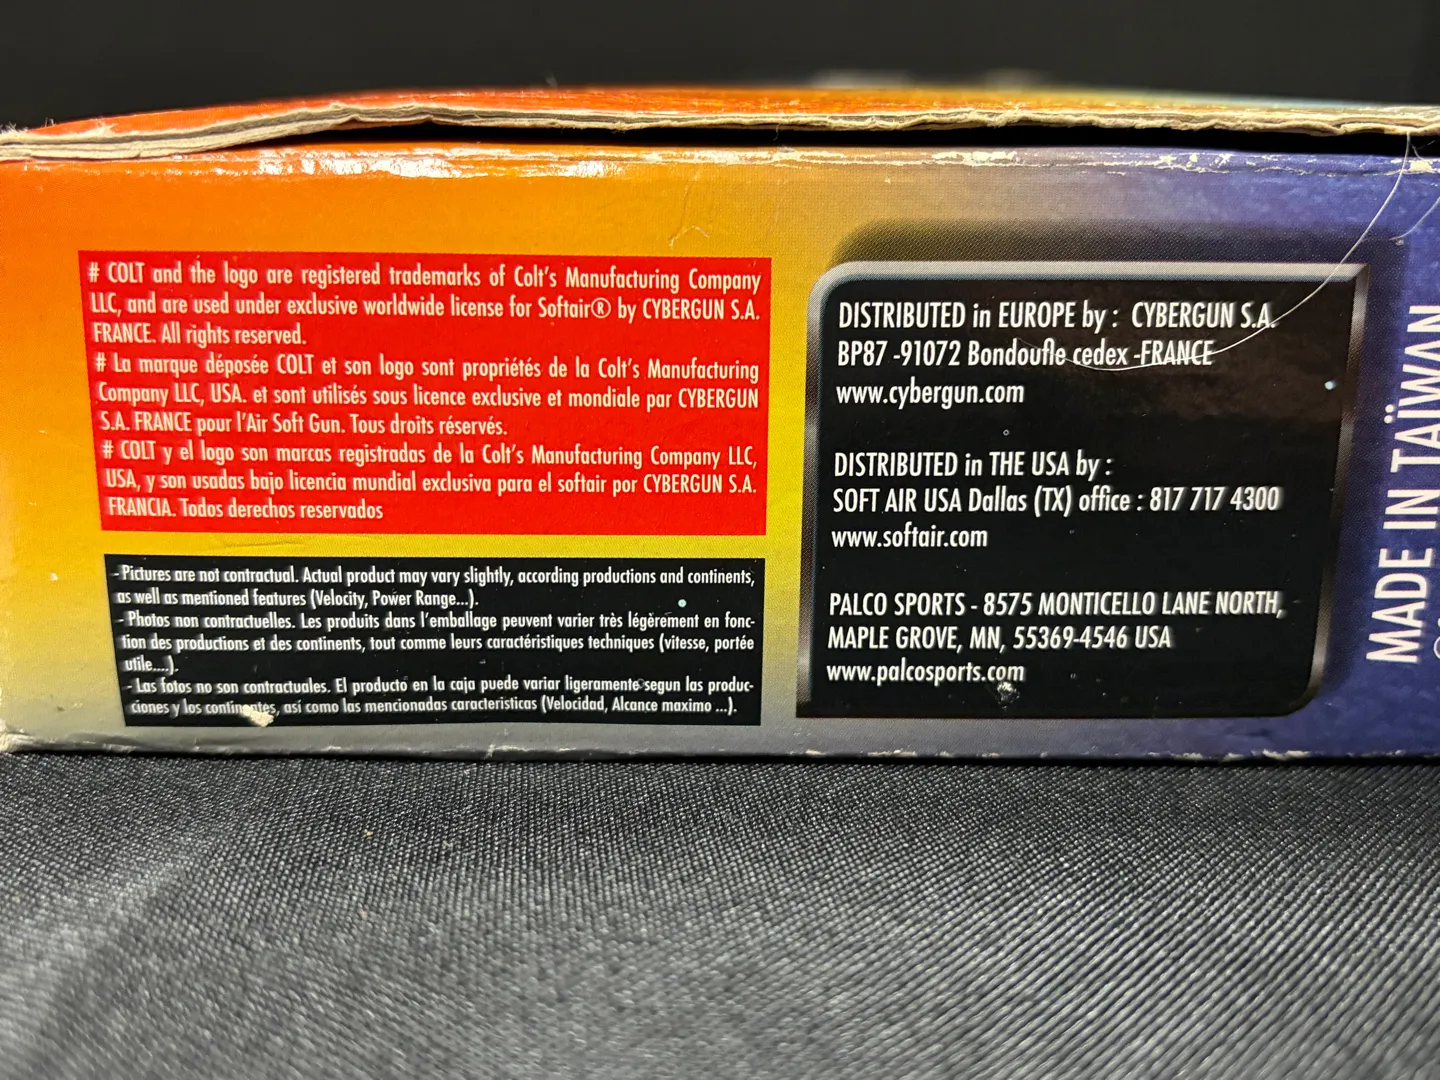 # COLT and the logo are registered trademarks of Colt's Manufacturing Company
LLC, and are used under exclusive worldwide license for Softair® by CYBERGUN S.A.
FRANCE. All rights reserved.
# La marque déposée COLT et son logo sont propriétés de la Colt's Manufacturing
Company LLC, USA. et sont utilisés sous licence exclusive et mondiale par CYBERGUN
S.A. FRANCE pour l'Air Soft Gun. Tous droits réservés.
# COLT y el logo son marcas registradas de la Colt's Manufacturing Company LLC,
USA, y son usadas bajo licencia mundial exclusiva para el softair por CYBERGUN S.A.
FRANCIA. Todos derechos reservados
- Pictures are not contractual. Actual product may vary slightly, according productions and continents,
as well as mentioned features (Velocity, Power Range...).
- Photos non contractuelles. Les produits dans l'emballage peuvent varier très légèrement en fonc-
tion des productions et des continents, tout comme leurs caractéristiques techniques (vitesse, portée
utile....).
- Las fotos no son contractuales. El producto en la caja puede variar ligeramente segun las produc-
ciones y los continentes, asi como las mencionadas caracteristicas (Velocidad, Alcance maximo ...).
DISTRIBUTED in EUROPE by : CYBERGUN S.A.
BP87 -91072 Bondoufle cedex -FRANCE
www.cybergun.com
DISTRIBUTED in THE USA by :
SOFT AIR USA Dallas (TX) office : 817 717 4300
www.softair.com
PALCO SPORTS - 8575 MONTICELLO LANE NORTH,
MAPLE GROVE, MN, 55369-4546 USA
www.palcosports.com
MADE IN TAÏWAN